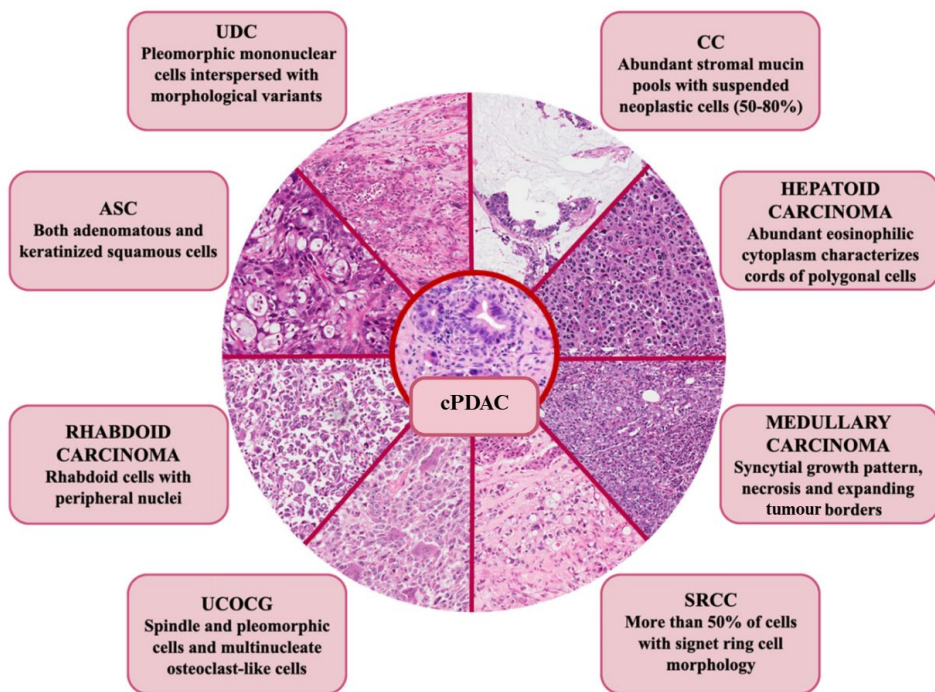 UDC
Pleomorphic mononuclear
cells interspersed with
morphological variants
CC
Abundant stromal mucin
pools with suspended
neoplastic cells (50-80%)
ASC
Both adenomatous and
keratinized squamous cells
HEPATOID
CARCINOMA
Abundant eosinophilic
cytoplasm characterizes
cords of polygonal cells
cPDAC
RHABDOID
CARCINOMA
Rhabdoid cells with
peripheral nuclei
MEDULLARY
CARCINOMA
Syncytial growth pattern,
necrosis and expanding
tumour borders
UCOCG
Spindle and pleomorphic
cells and multinucleate
osteoclast-like cells
SRCC
More than 50% of cells
with signet ring cell
morphology